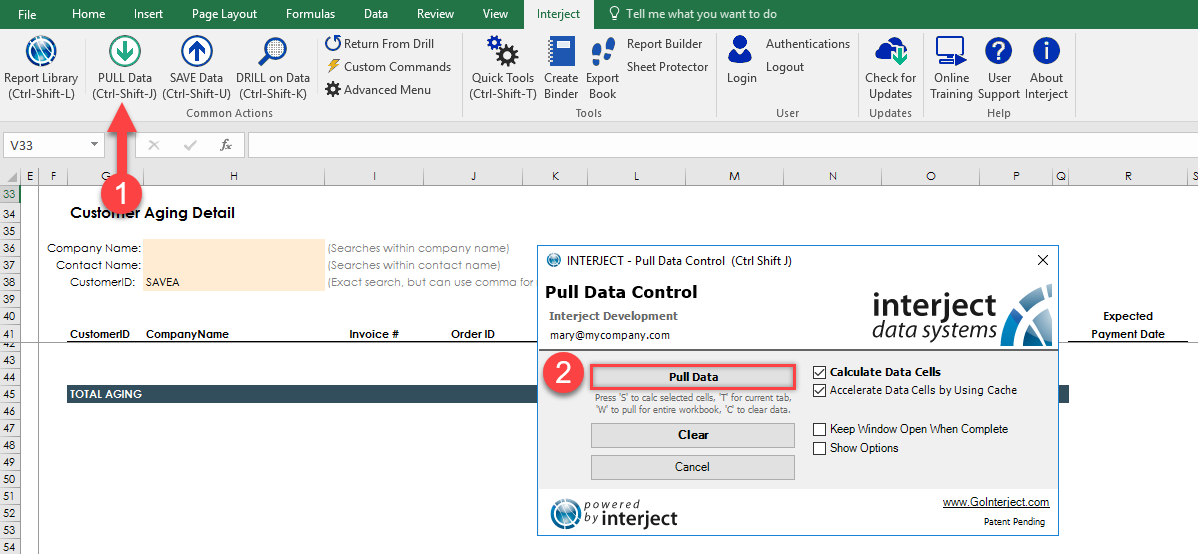 File Home Insert Page Layout Formulas Data Review View Interject Tell me what you want to do
Report Library
(Ctrl-Shift-L)
PULL Data
(Ctrl-Shift-J)
SAVE Data
(Ctrl-Shift-U)
DRILL on Data
(Ctrl-Shift-K)
Return From Drill
Custom Commands
Advanced Menu
Common Actions
Quick Tools
(Ctrl-Shift-T)
Create
Binder
Export
Book
Report Builder
Sheet Protector
Tools
Login
Authentications
Logout
User
Check for
Updates
Updates
Online
Training
User
Support
About
Interject
Help
1
V33 fx
E F G H I J K L M N O P Q R S
33
34 Customer Aging Detail
35
36 Company Name: (Searches within company name)
37 Contact Name: (Searches within contact name)
38 CustomerID: SAVEA (Exact search, but can use comma for
39
40 Expected
41 CustomerID CompanyName Invoice # Order ID Payment Date
42
43
44
45 TOTAL AGING
46
47
48
49
50
51
52
53
54
INTERJECT - Pull Data Control (Ctrl Shift J)
Pull Data Control
Interject Development
mary@mycompany.com
interject
data systems
2
Pull Data
Press 'S' to calc selected cells, 'T' for current tab,
'W' to pull for entire workbook, 'C' to clear data.
Clear
Cancel
Calculate Data Cells
Accelerate Data Cells by Using Cache
Keep Window Open When Complete
Show Options
powered
by interject
www.GoInterject.com
Patent Pending